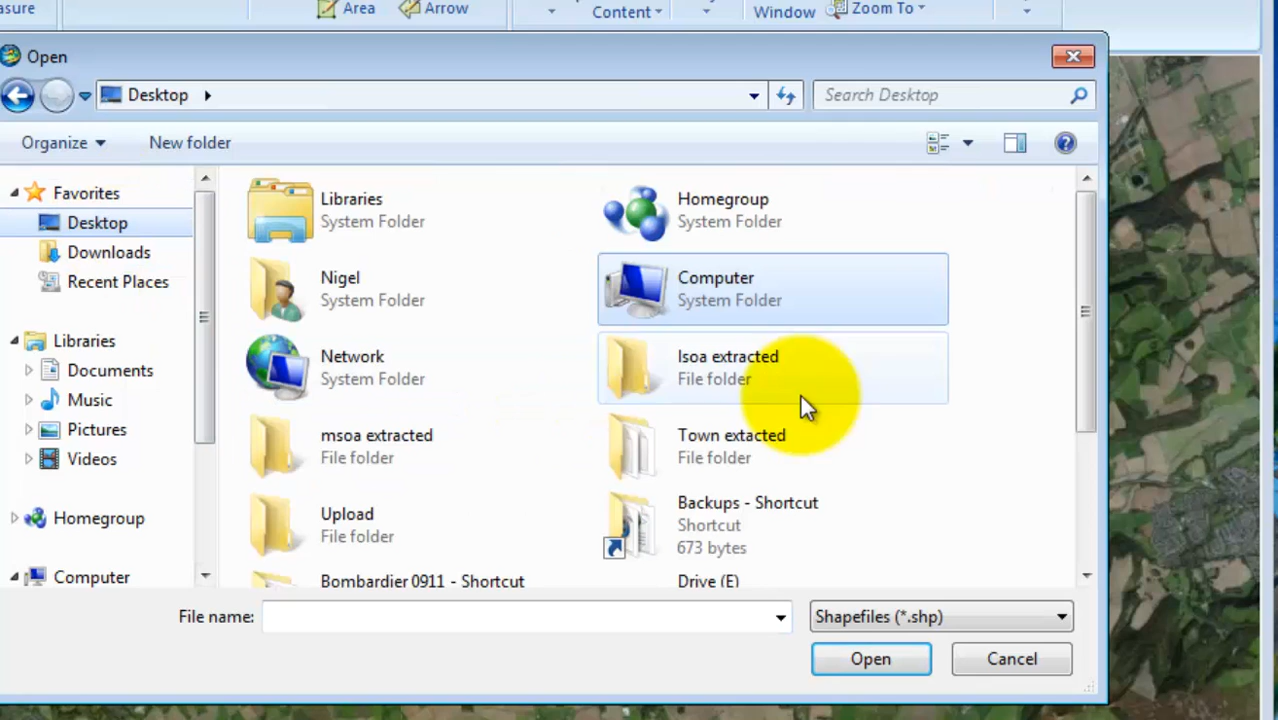 asure
Area
Arrow
Content
Window
Zoom To
Open
Desktop
Search Desktop
Organize
New folder
Favorites
Desktop
Downloads
Recent Places
Libraries
Documents
Music
Pictures
Videos
Homegroup
Computer
Libraries
System Folder
Homegroup
System Folder
Nigel
System Folder
Computer
System Folder
Network
System Folder
lsoa extracted
File folder
msoa extracted
File folder
Town extacted
File folder
Upload
File folder
Backups - Shortcut
Shortcut
673 bytes
Bombardier 0911 - Shortcut
Drive (E)
File name:
Shapefiles (*.shp)
Open
Cancel